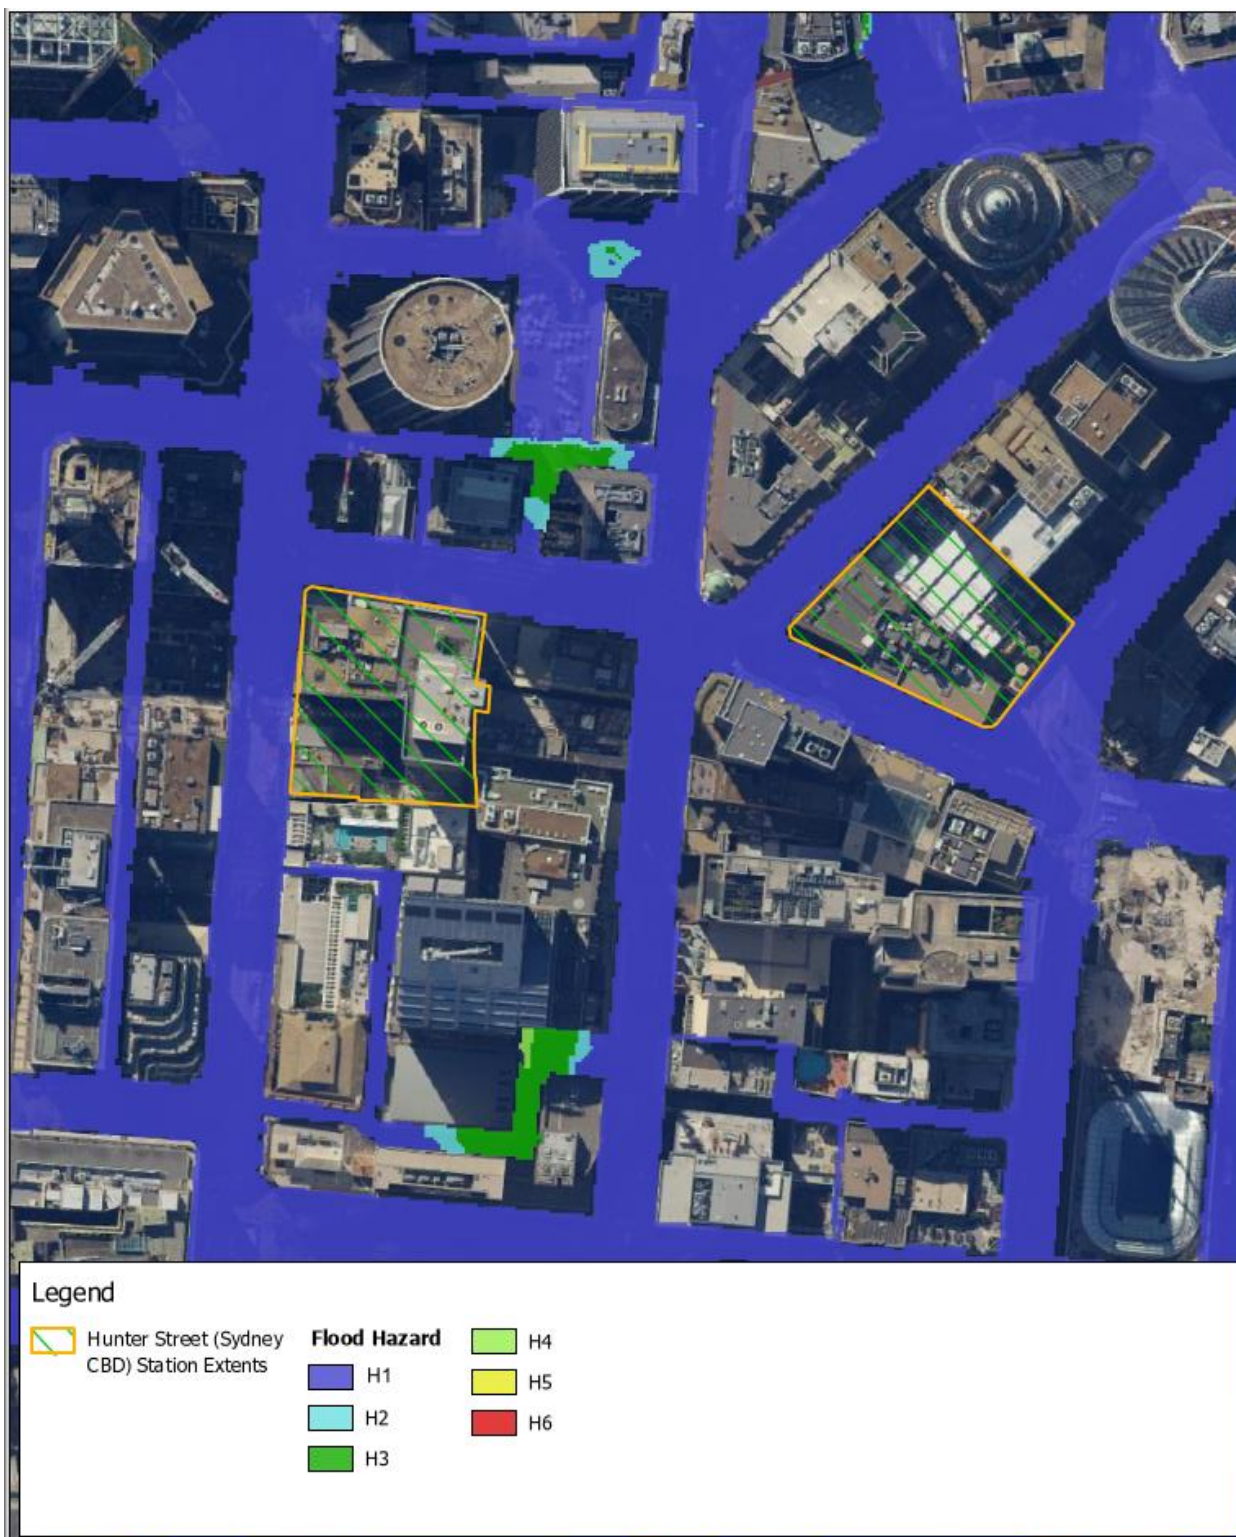 Legend
Hunter Street (Sydney
CBD) Station Extents
Flood Hazard
H1
H2
H3
H4
H5
H6